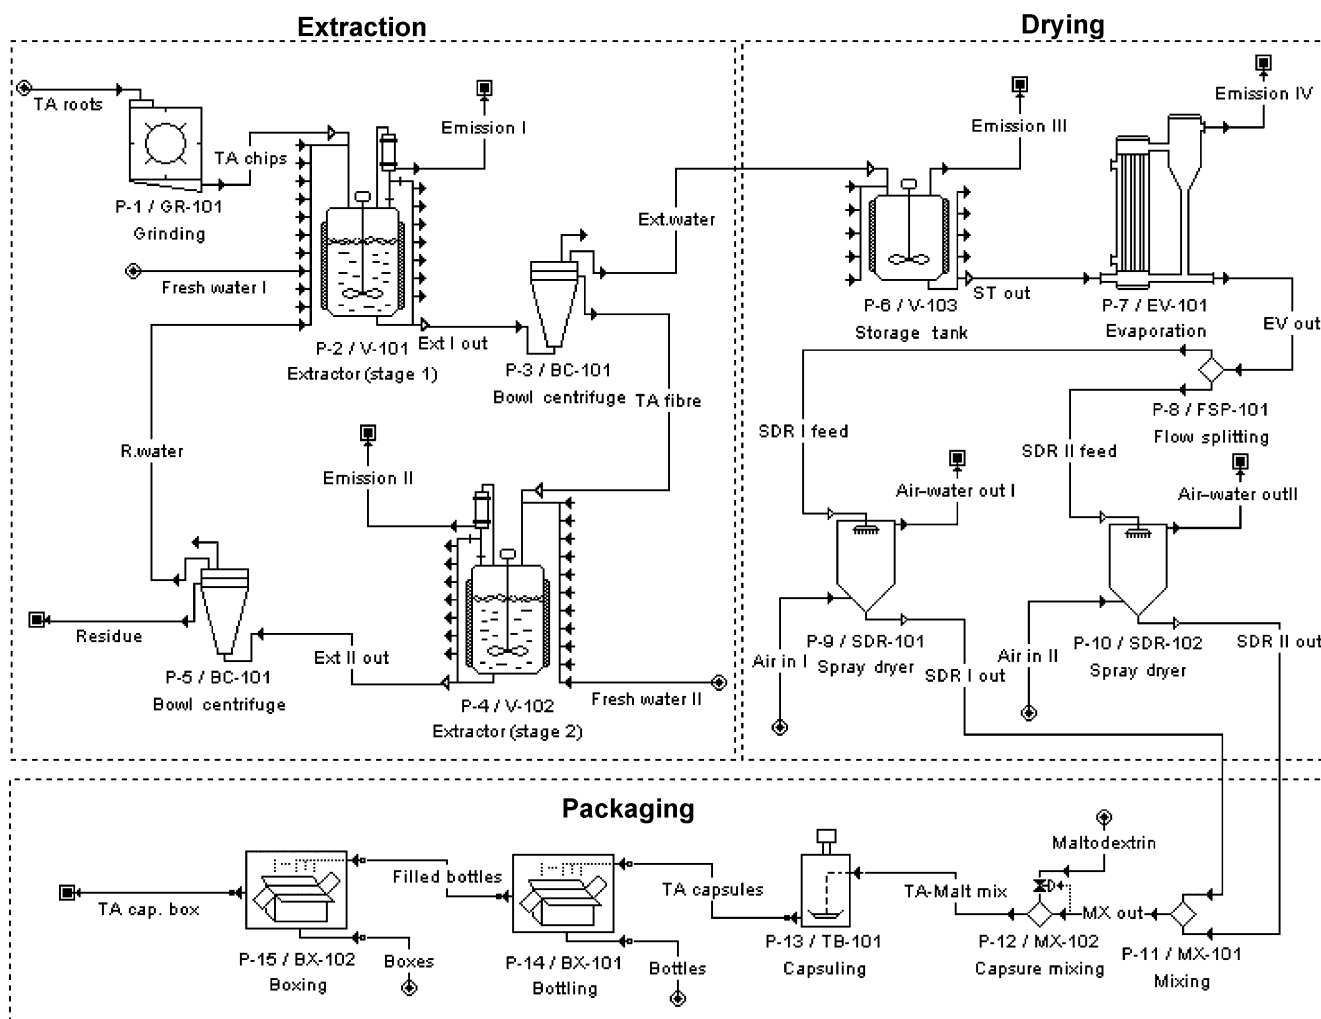 Extraction
Drying
TA roots
TA chips
P-1 / GR-101
Grinding
Emission I
Fresh water I
P-2 / V-101
Extractor (stage 1)
Ext I out
P-3 / BC-101
Bowl centrifuge
Ext.water
TA fibre
R.water
Emission II
P-5 / BC-101
Bowl centrifuge
Residue
Ext II out
P-4 / V-102
Extractor (stage 2)
Fresh water II
Emission III
Emission IV
P-6 / V-103
Storage tank
ST out
P-7 / EV-101
Evaporation
EV out
P-8 / FSP-101
Flow splitting
SDR I feed
SDR II feed
Air-water out I
Air-water outII
P-9 / SDR-101
Spray dryer
Air in I
SDR I out
P-10 / SDR-102
Spray dryer
Air in II
SDR II out
Packaging
Maltodextrin
TA cap. box
P-15 / BX-102
Boxing
Boxes
Filled bottles
P-14 / BX-101
Bottling
Bottles
TA capsules
P-13 / TB-101
Capsuling
TA-Malt mix
P-12 / MX-102
Capsure mixing
MX out
P-11 / MX-101
Mixing